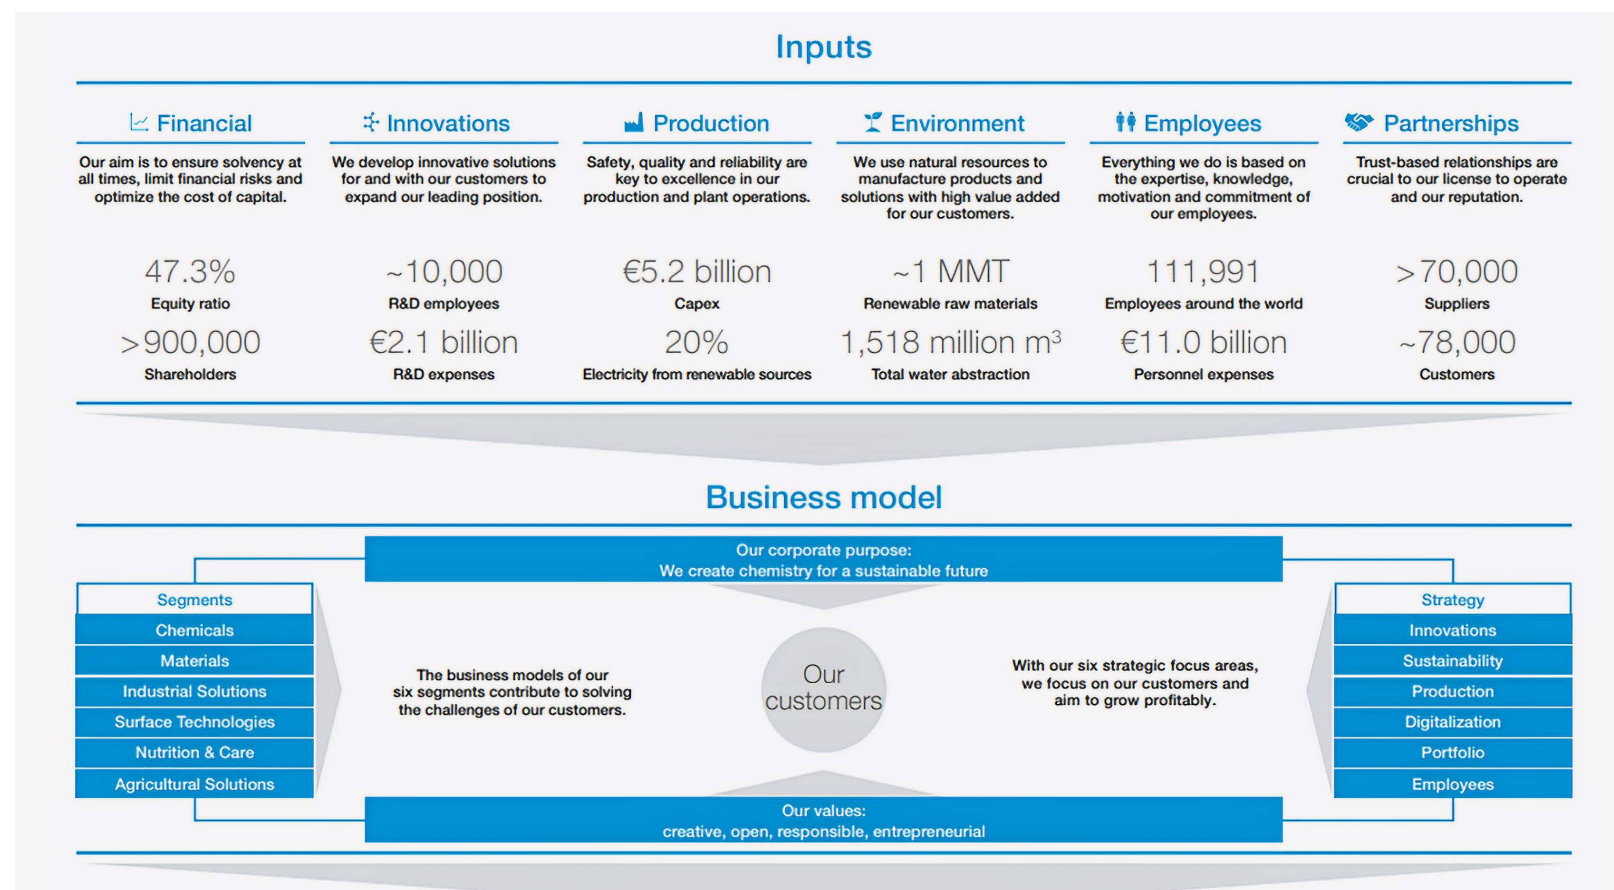 Inputs
Financial
Our aim is to ensure solvency at
all times, limit financial risks and
optimize the cost of capital.
47.3%
Equity ratio
>900,000
Shareholders
Innovations
We develop innovative solutions
for and with our customers to
expand our leading position.
~10,000
R&D employees
€2.1 billion
R&D expenses
Production
Safety, quality and reliability are
key to excellence in our
production and plant operations.
€5.2 billion
Capex
20%
Electricity from renewable sources
Environment
We use natural resources to
manufacture products and
solutions with high value added
for our customers.
~1 MMT
Renewable raw materials
1,518 million m³
Total water abstraction
Employees
Everything we do is based on
the expertise, knowledge,
motivation and commitment of
our employees.
111,991
Employees around the world
€11.0 billion
Personnel expenses
Partnerships
Trust-based relationships are
crucial to our license to operate
and our reputation.
>70,000
Suppliers
~78,000
Customers
Business model
Our corporate purpose:
We create chemistry for a sustainable future
Segments
Chemicals
Materials
Industrial Solutions
Surface Technologies
Nutrition & Care
Agricultural Solutions
The business models of our
six segments contribute to solving
the challenges of our customers.
Our
customers
With our six strategic focus areas,
we focus on our customers and
aim to grow profitably.
Strategy
Innovations
Sustainability
Production
Digitalization
Portfolio
Employees
Our values:
creative, open, responsible, entrepreneurial